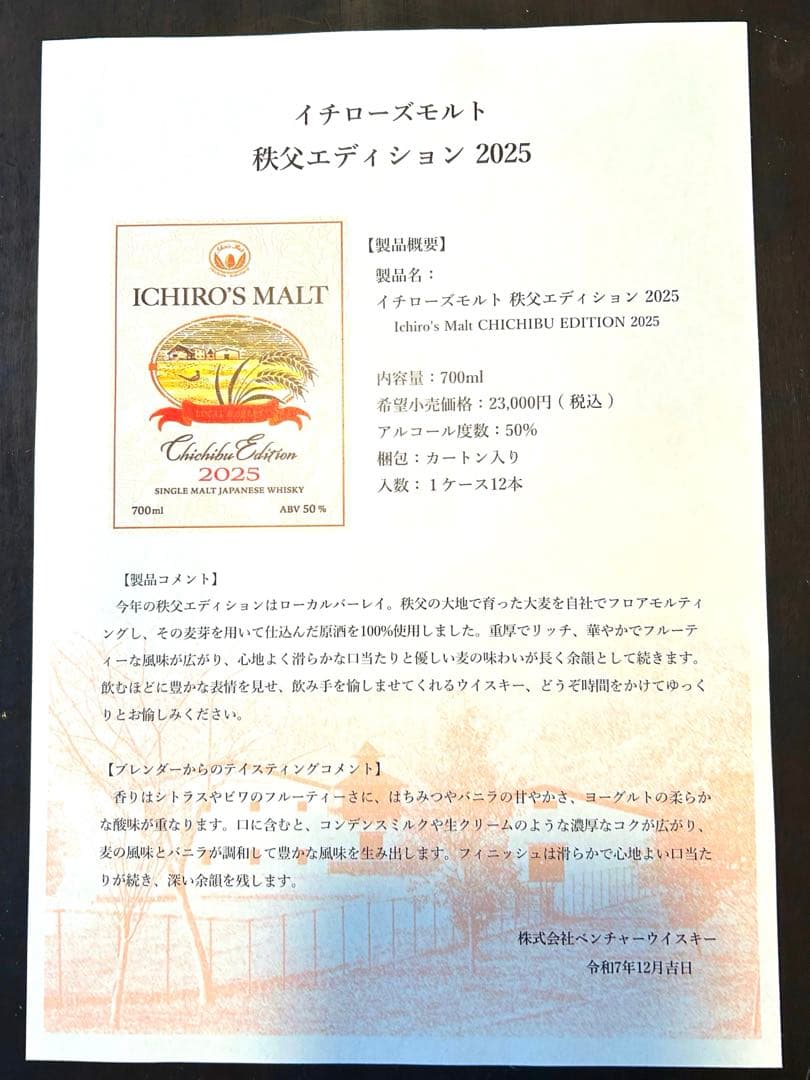 イチローズモルト
秩父エディション 2025
Ichiro's Malt
ICHIRO'S MALT
LOCAL BARLEY
Chichibu Edition
2025
SINGLE MALT JAPANESE WHISKY
700ml ABV 50 %
【製品概要】
製品名：
イチローズモルト 秩父エディション 2025
Ichiro's Malt CHICHIBU EDITION 2025
内容量：700ml
希望小売価格：23,000円 ( 税込 )
アルコール度数：50%
梱包：カートン入り
入数：１ケース12本
【製品コメント】
今年の秩父エディションはローカルバーレイ。秩父の大地で育った大麦を自社でフロアモルティ
ングし、その麦芽を用いて仕込んだ原酒を100%使用しました。重厚でリッチ、華やかでフルーテ
ィーな風味が広がり、心地よく滑らかな口当たりと優しい麦の味わいが長く余韻として続きます。
飲むほどに豊かな表情を見せ、飲み手を愉しませてくれるウイスキー、どうぞ時間をかけてゆっく
りとお愉しみください。
【ブレンダーからのテイスティングコメント】
香りはシトラスやビワのフルーティーさに、はちみつやバニラの甘やかさ、ヨーグルトの柔らか
な酸味が重なります。口に含むと、コンデンスミルクや生クリームのような濃厚なコクが広がり、
麦の風味とバニラが調和して豊かな風味を生み出します。フィニッシュは滑らかで心地よい口当た
りが続き、深い余韻を残します。
株式会社ベンチャーウイスキー
令和7年12月吉日